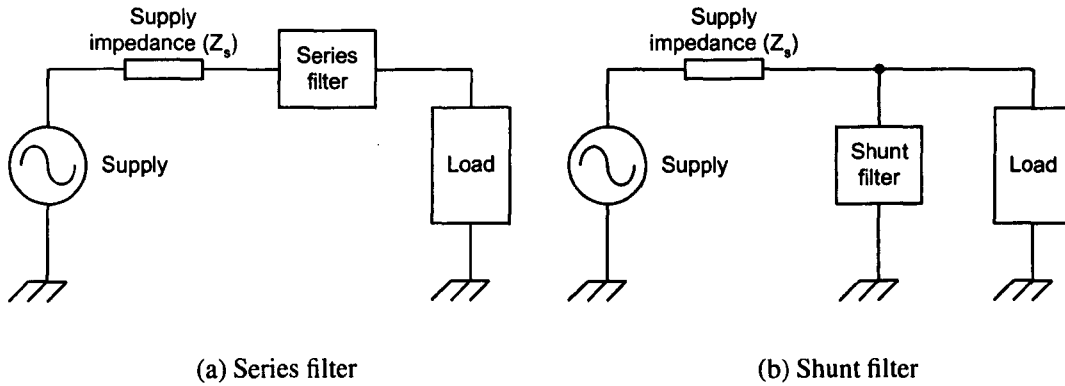 Supply
impedance (Zs)
Series
filter
Supply
Load
(a) Series filter
Supply
impedance (Zs)
Shunt
filter
Supply
Load
(b) Shunt filter